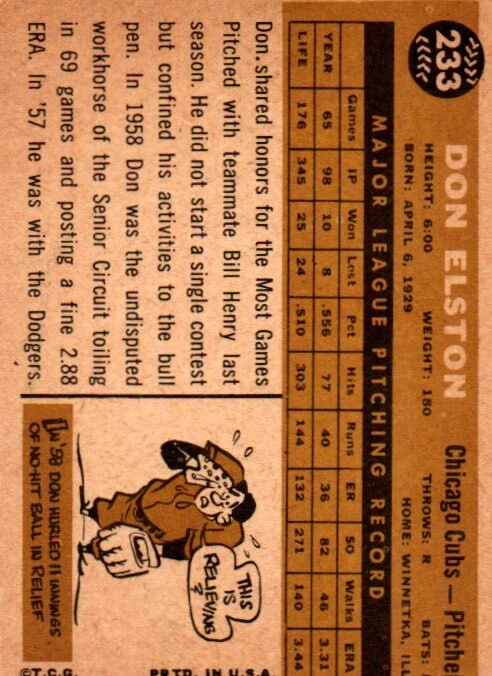 233
DON ELSTON
Chicago Cubs — Pitche
HEIGHT: 6:00 WEIGHT: 180 THROWS: R BATS:
BORN: APRIL 6, 1929 HOME: WINNETKA, ILL
MAJOR LEAGUE PITCHING RECORD
Games IP Won Lost Pct Hits Runs ER SO Walks ERA
YEAR 65 98 10 8 .556 77 40 36 82 46 3.31
LIFE 176 345 25 24 .510 303 144 132 271 140 3.44
Don shared honors for the Most Games
Pitched with teammate Bill Henry last
season. He did not start a single contest
but confined his activities to the bull
pen. In 1958 Don was the undisputed
workhorse of the Senior Circuit toiling
in 69 games and posting a fine 2.88
ERA. In '57 he was with the Dodgers.
THIS
IS
RELIEVING?
IN '58 DON HURLED 11 INNINGS
OF NO-HIT BALL IN RELIEF
©T.C.G. PRTD. IN U.S.A.